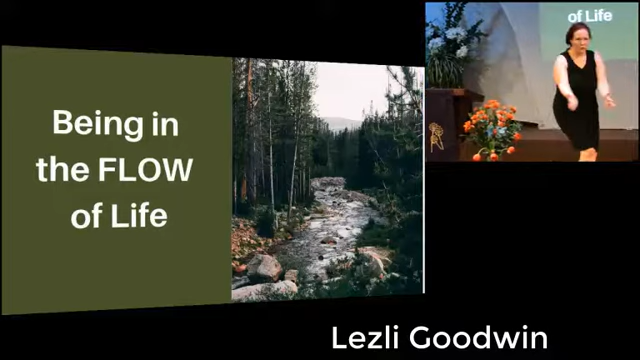 Being in
the FLOW
of Life
of Life
Lezli Goodwin